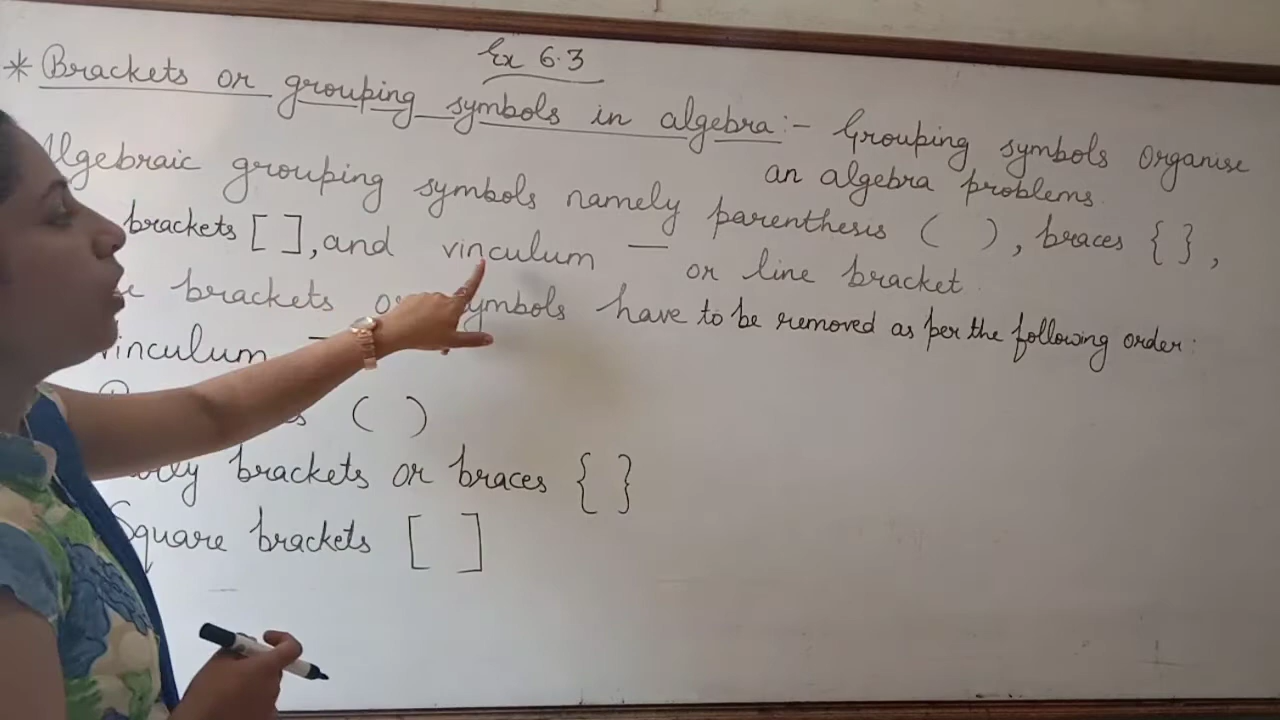 Ex 6.3
* Brackets or grouping symbols in algebra:- Grouping symbols organise
an algebra problems.
Algebraic grouping symbols namely parenthesis ( ), braces { },
brackets [ ], and vinculum — or line bracket.
brackets or symbols have to be removed as per the following order:
vinculum —
( )
brackets or braces { }
Square brackets [ ]